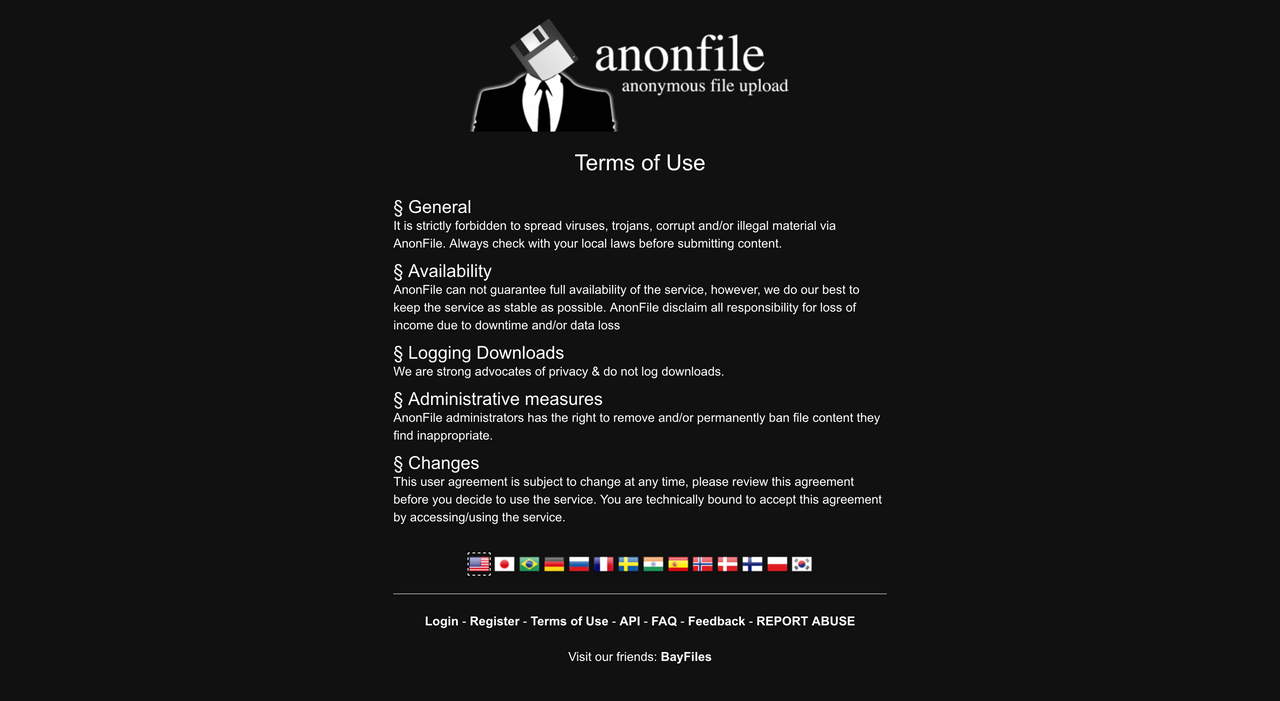 anonfile
anonymous file upload
Terms of Use
§ General
It is strictly forbidden to spread viruses, trojans, corrupt and/or illegal material via
AnonFile. Always check with your local laws before submitting content.
§ Availability
AnonFile can not guarantee full availability of the service, however, we do our best to
keep the service as stable as possible. AnonFile disclaim all responsibility for loss of
income due to downtime and/or data loss
§ Logging Downloads
We are strong advocates of privacy & do not log downloads.
§ Administrative measures
AnonFile administrators has the right to remove and/or permanently ban file content they
find inappropriate.
§ Changes
This user agreement is subject to change at any time, please review this agreement
before you decide to use the service. You are technically bound to accept this agreement
by accessing/using the service.
Login - Register - Terms of Use - API - FAQ - Feedback - REPORT ABUSE
Visit our friends: BayFiles